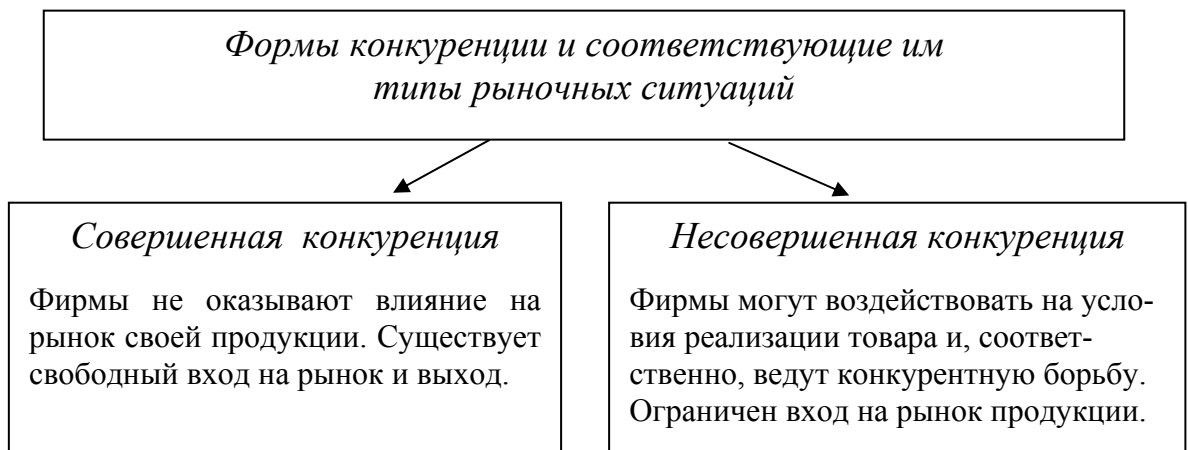 Формы конкуренции и соответствующие им
типы рыночных ситуаций
Совершенная конкуренция
Фирмы не оказывают влияние на
рынок своей продукции. Существует
свободный вход на рынок и выход.
Несовершенная конкуренция
Фирмы могут воздействовать на усло-
вия реализации товара и, соответ-
ственно, ведут конкурентную борьбу.
Ограничен вход на рынок продукции.